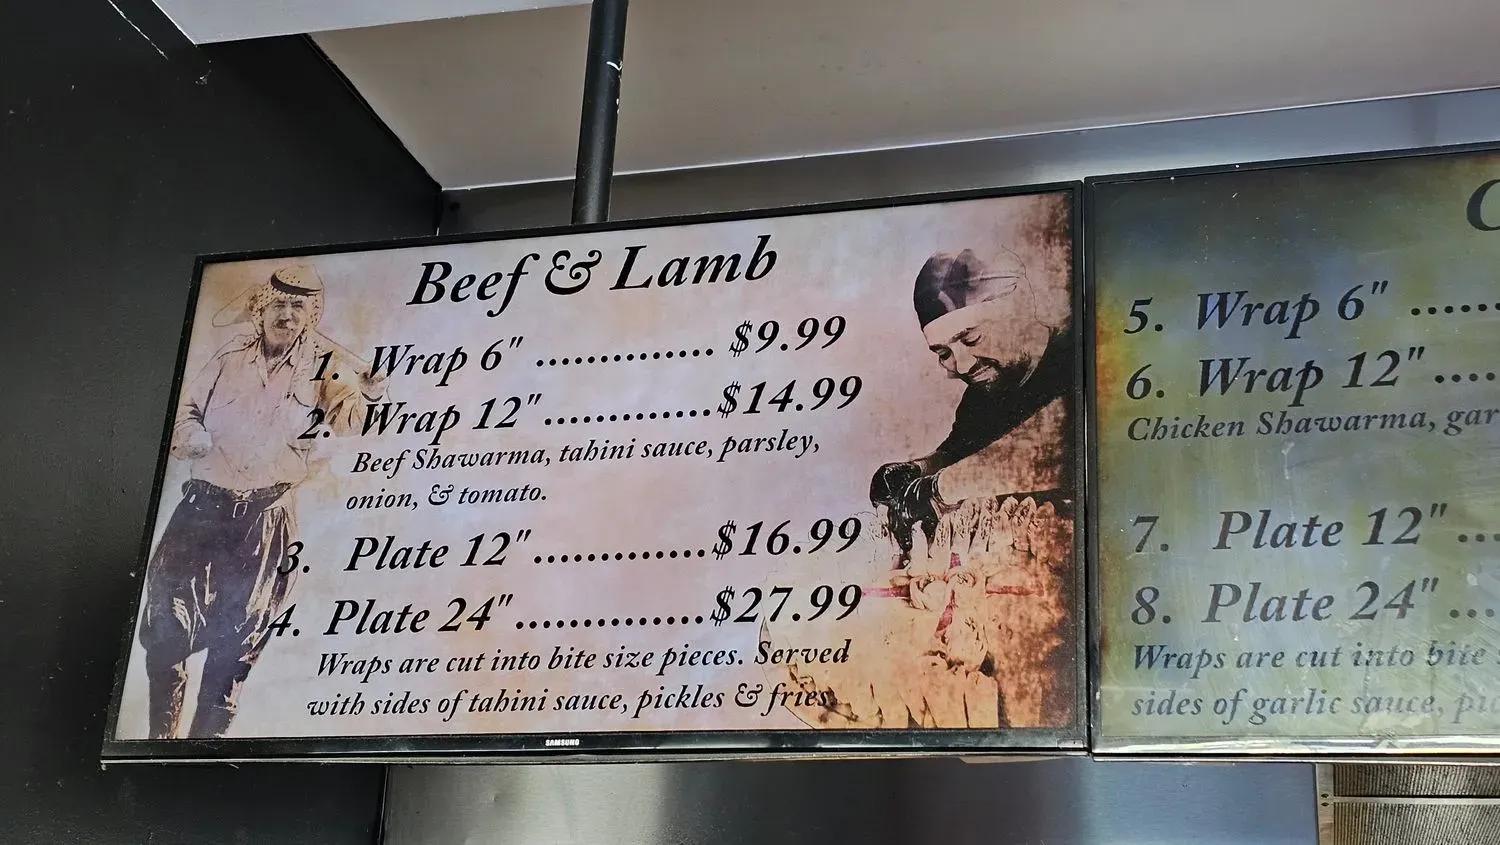 Beef & Lamb
1. Wrap 6" .............. $9.99
2. Wrap 12".............$14.99
Beef Shawarma, tahini sauce, parsley,
onion, & tomato.
3. Plate 12".............$16.99
4. Plate 24" ..............$27.99
Wraps are cut into bite size pieces. Served
with sides of tahini sauce, pickles & fries.
SAMSUNG
5. Wrap 6" ......
6. Wrap 12"....
Chicken Shawarma,
7. Plate 12"...
8. Plate 24"...
Wraps are cut into bite
sides of garlic sauce,